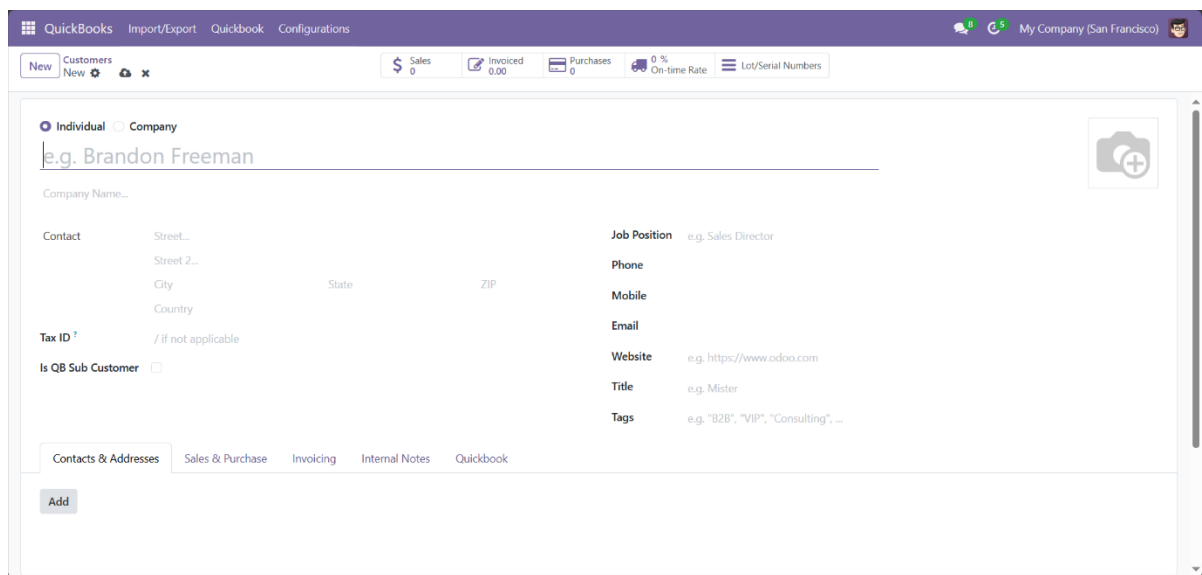 QuickBooks Import/Export Quickbook Configurations 8 5 My Company (San Francisco)
New Customers Sales Invoiced Purchases 0 % Lot/Serial Numbers
New 0 0.00 0 On-time Rate
Individual Company
e.g. Brandon Freeman
Company Name...
Contact Street... Job Position e.g. Sales Director
Street 2... Phone
City State ZIP Mobile
Country Email
Tax ID ? / if not applicable Website e.g. https://www.odoo.com
Is QB Sub Customer Title e.g. Mister
Tags e.g. "B2B", "VIP", "Consulting", ...
Contacts & Addresses Sales & Purchase Invoicing Internal Notes Quickbook
Add